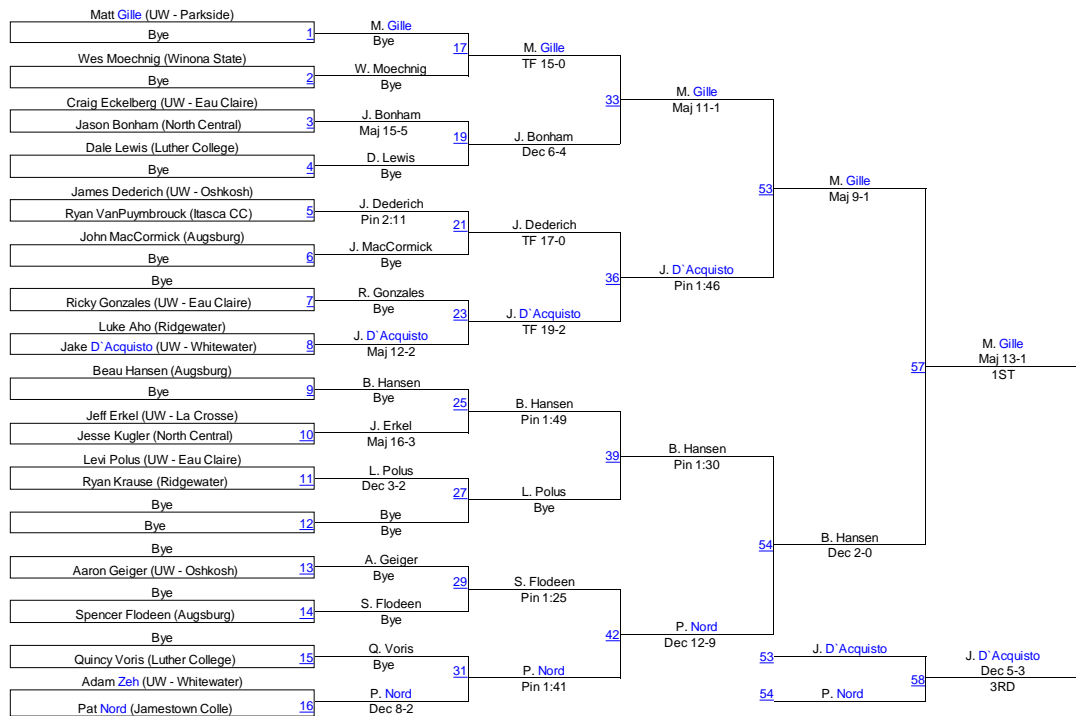 Matt Gille (UW - Parkside)
Bye
1
Wes Moechnig (Winona State)
Bye
2
Craig Eckelberg (UW - Eau Claire)
Jason Bonham (North Central)
3
Dale Lewis (Luther College)
Bye
4
James Dederich (UW - Oshkosh)
Ryan VanPuymbrouck (Itasca CC)
5
John MacCormick (Augsburg)
Bye
6
Bye
Ricky Gonzales (UW - Eau Claire)
7
Luke Aho (Ridgewater)
Jake D`Acquisto (UW - Whitewater)
8
Beau Hansen (Augsburg)
Bye
9
Jeff Erkel (UW - La Crosse)
Jesse Kugler (North Central)
10
Levi Polus (UW - Eau Claire)
Ryan Krause (Ridgewater)
11
Bye
Bye
12
Bye
Aaron Geiger (UW - Oshkosh)
13
Bye
Spencer Flodeen (Augsburg)
14
Bye
Quincy Voris (Luther College)
15
Adam Zeh (UW - Whitewater)
Pat Nord (Jamestown Colle)
16
M. Gille
Bye
17
W. Moechnig
Bye
J. Bonham
Maj 15-5
19
D. Lewis
Bye
J. Dederich
Pin 2:11
21
J. MacCormick
Bye
R. Gonzales
Bye
23
J. D`Acquisto
Maj 12-2
B. Hansen
Bye
25
J. Erkel
Maj 16-3
L. Polus
Dec 3-2
27
Bye
Bye
A. Geiger
Bye
29
S. Flodeen
Bye
Q. Voris
Bye
31
P. Nord
Dec 8-2
M. Gille
TF 15-0
33
J. Bonham
Dec 6-4
J. Dederich
TF 17-0
36
J. D`Acquisto
TF 19-2
B. Hansen
Pin 1:49
39
L. Polus
Bye
S. Flodeen
Pin 1:25
42
P. Nord
Pin 1:41
M. Gille
Maj 11-1
53
J. D`Acquisto
Pin 1:46
B. Hansen
Pin 1:30
54
P. Nord
Dec 12-9
M. Gille
Maj 9-1
57
B. Hansen
Dec 2-0
M. Gille
Maj 13-1
1ST
53
J. D`Acquisto
58
54
P. Nord
J. D`Acquisto
Dec 5-3
3RD